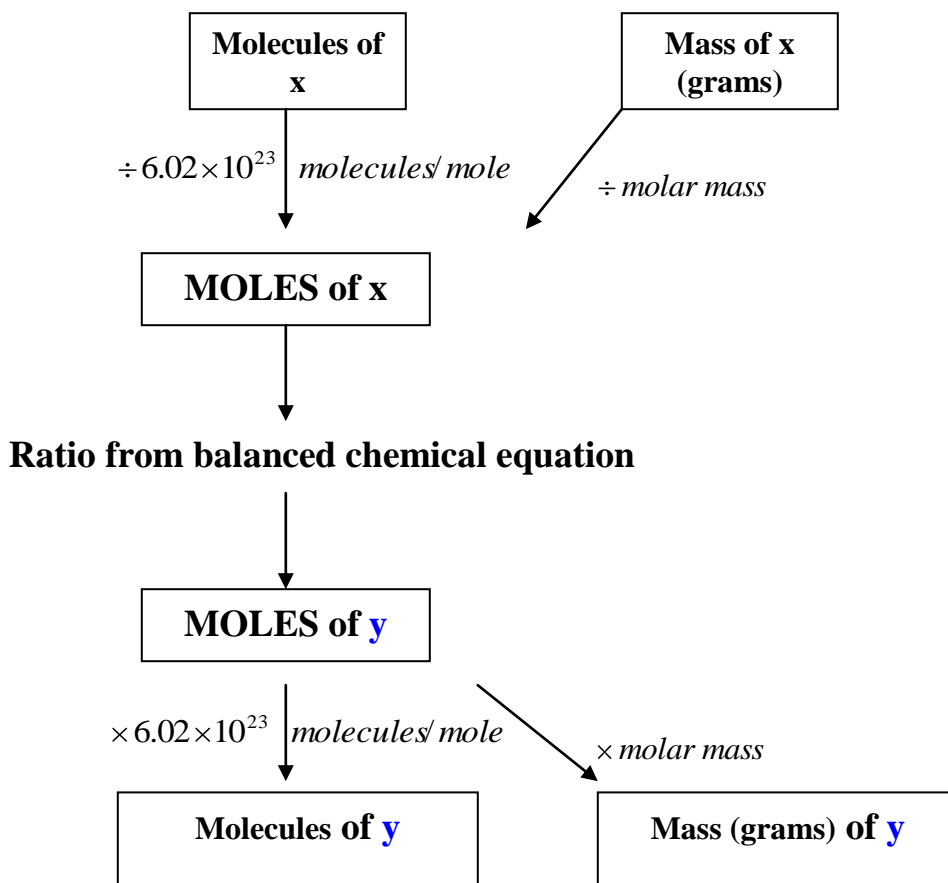 Molecules of
x
Mass of x
(grams)
÷ 6.02 × 10²³ molecules/ mole
÷ molar mass
MOLES of x
Ratio from balanced chemical equation
MOLES of y
× 6.02 × 10²³ molecules/ mole
× molar mass
Molecules of y
Mass (grams) of y